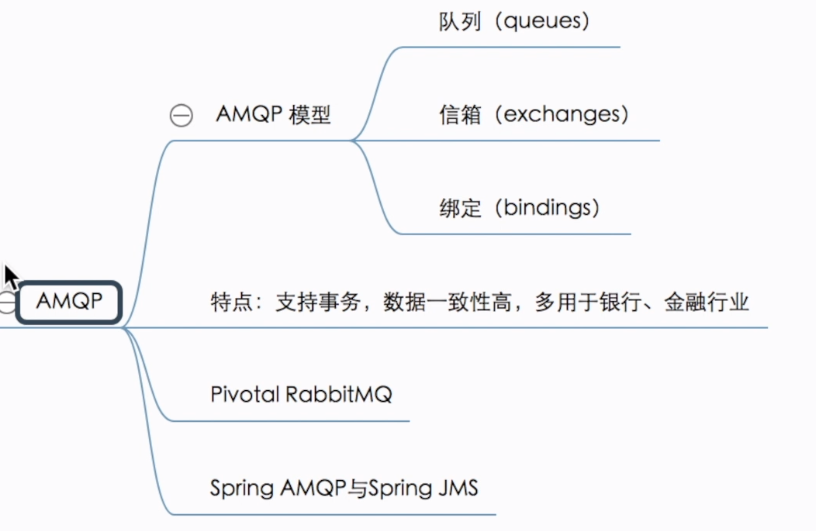 队列（queues）
AMQP 模型
信箱（exchanges）
绑定（bindings）
AMQP
特点：支持事务，数据一致性高，多用于银行、金融行业
Pivotal RabbitMQ
Spring AMQP与Spring JMS